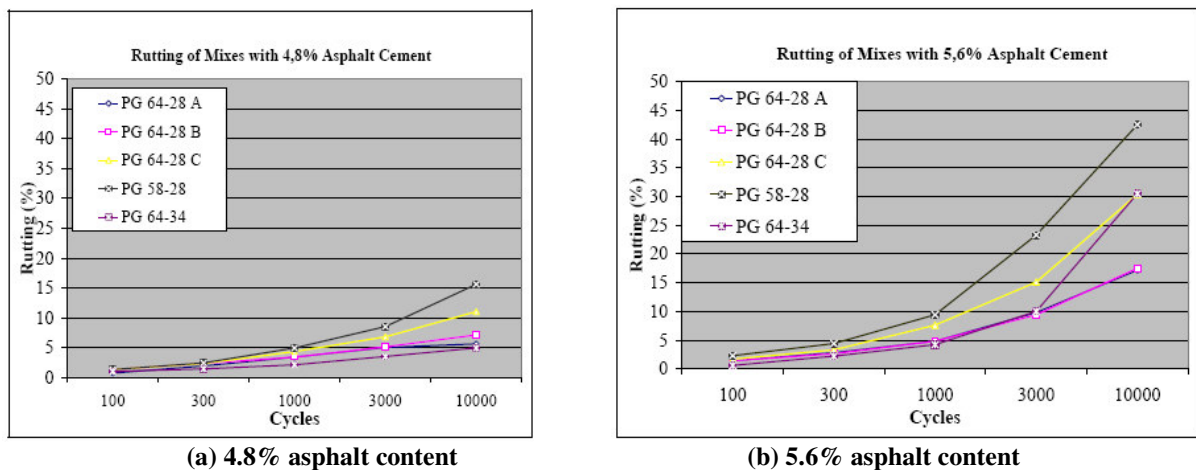 Rutting of Mixes with 4,8% Asphalt Cement
50
45
40
35
30
25
20
15
10
5
0
Rutting (%)
PG 64-28 A
PG 64-28 B
PG 64-28 C
PG 58-28
PG 64-34
100 300 1000 3000 10000
Cycles
(a) 4.8% asphalt content
Rutting of Mixes with 5,6% Asphalt Cement
50
45
40
35
30
25
20
15
10
5
0
Rutting (%)
PG 64-28 A
PG 64-28 B
PG 64-28 C
PG 58-28
PG 64-34
100 300 1000 3000 10000
Cycles
(b) 5.6% asphalt content